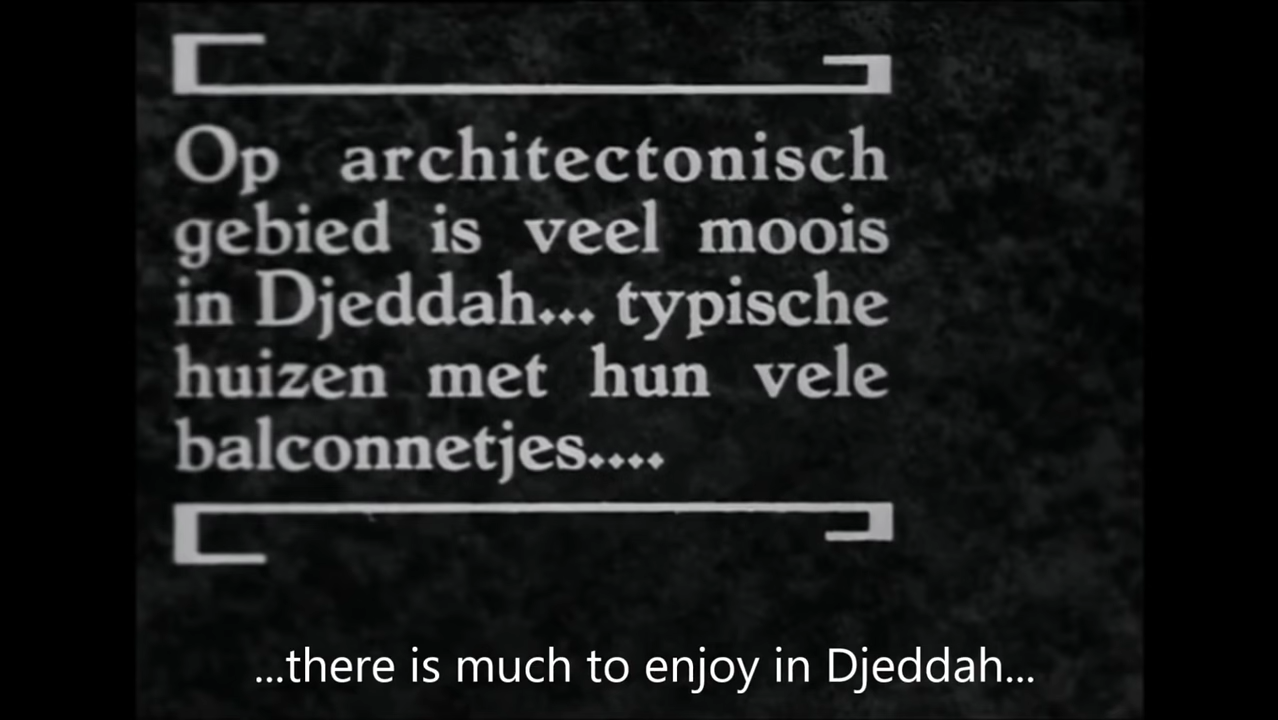 Op architectonisch
gebied is veel moois
in Djeddah... typische
huizen met hun vele
balconnetjes....
...there is much to enjoy in Djeddah...